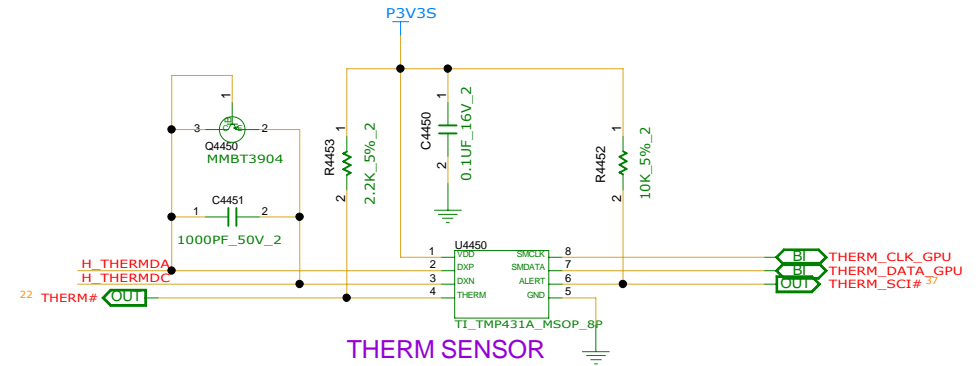 P3V3S
1
3
2
Q4450
MMBT3904
C4451
1
2
1000PF_50V_2
R4453
1
2
2.2K_5%_2
C4450
1
2
0.1UF_16V_2
R4452
1
2
10K_5%_2
U4450
1 VDD SMCLK 8
2 DXP SMDATA 7
3 DXN ALERT 6
4 THERM GND 5
TI_TMP431A_MSOP_8P
H_THERMDA
H_THERMDC
22 THERM# OUT
BI THERM_CLK_GPU
BI THERM_DATA_GPU
OUT THERM_SCI# 37
THERM SENSOR